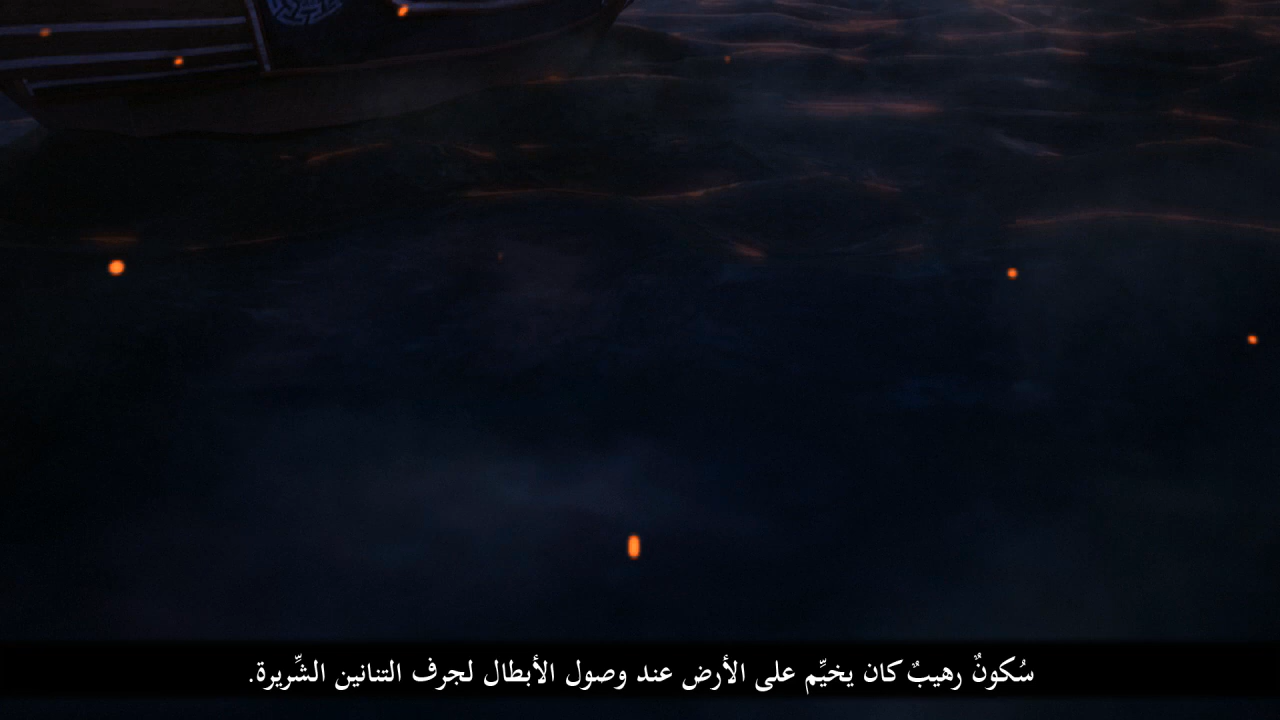 سُكونٌ رهيبٌ كان يخيِّم على الأرض عند وصول الأبطال لجرف التنانين الشِّريرة.